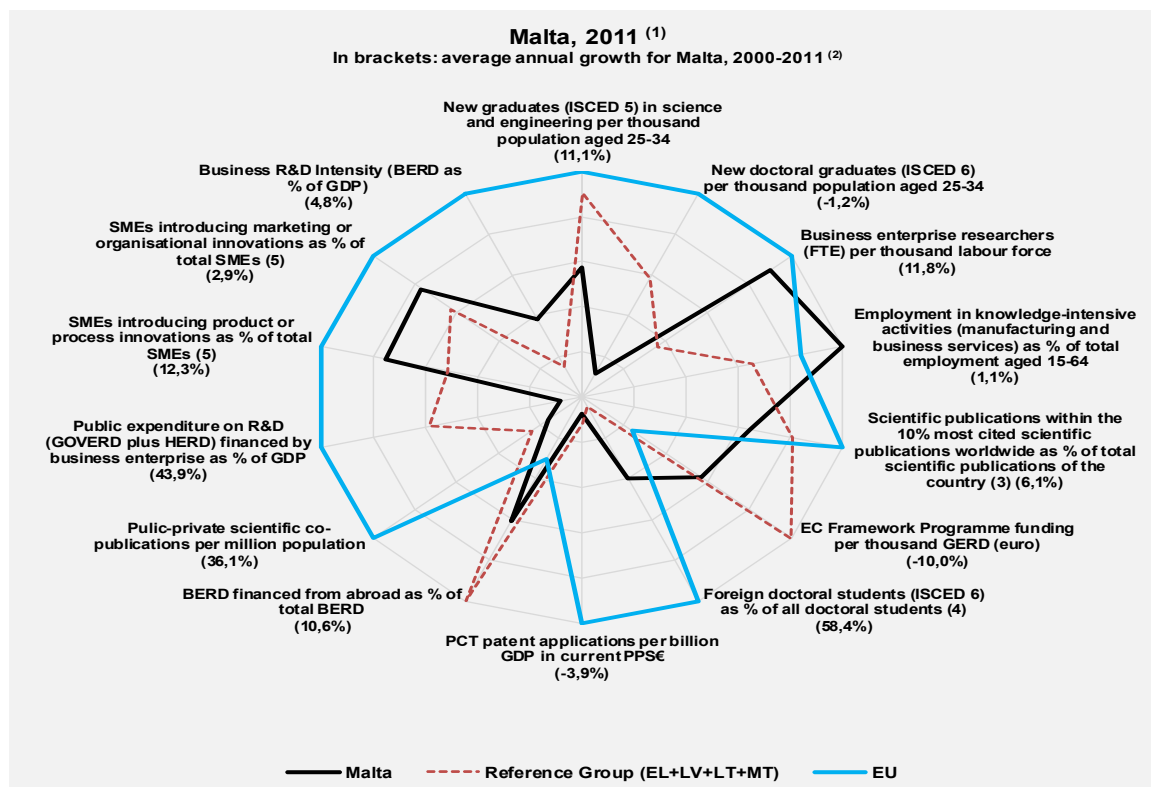 Malta, 2011 (1)
In brackets: average annual growth for Malta, 2000-2011 (2)
New graduates (ISCED 5) in science
and engineering per thousand
population aged 25-34
(11,1%)
New doctoral graduates (ISCED 6)
per thousand population aged 25-34
(-1,2%)
Business enterprise researchers
(FTE) per thousand labour force
(11,8%)
Employment in knowledge-intensive
activities (manufacturing and
business services) as % of total
employment aged 15-64
(1,1%)
Scientific publications within the
10% most cited scientific
publications worldwide as % of total
scientific publications of the
country (3) (6,1%)
EC Framework Programme funding
per thousand GERD (euro)
(-10,0%)
Foreign doctoral students (ISCED 6)
as % of all doctoral students (4)
(58,4%)
PCT patent applications per billion
GDP in current PPS€
(-3,9%)
BERD financed from abroad as % of
total BERD
(10,6%)
Pulic-private scientific co-
publications per million population
(36,1%)
Public expenditure on R&D
(GOVERD plus HERD) financed by
business enterprise as % of GDP
(43,9%)
SMEs introducing product or
process innovations as % of total
SMEs (5)
(12,3%)
SMEs introducing marketing or
organisational innovations as % of
total SMEs (5)
(2,9%)
Business R&D Intensity (BERD as
% of GDP)
(4,8%)
Malta
Reference Group (EL+LV+LT+MT)
EU